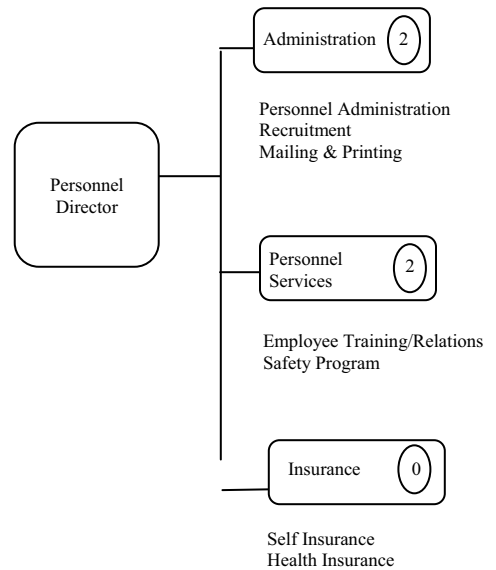 Administration 2
Personnel Administration
Recruitment
Mailing & Printing
Personnel
Director
Personnel
Services 2
Employee Training/Relations
Safety Program
Insurance 0
Self Insurance
Health Insurance